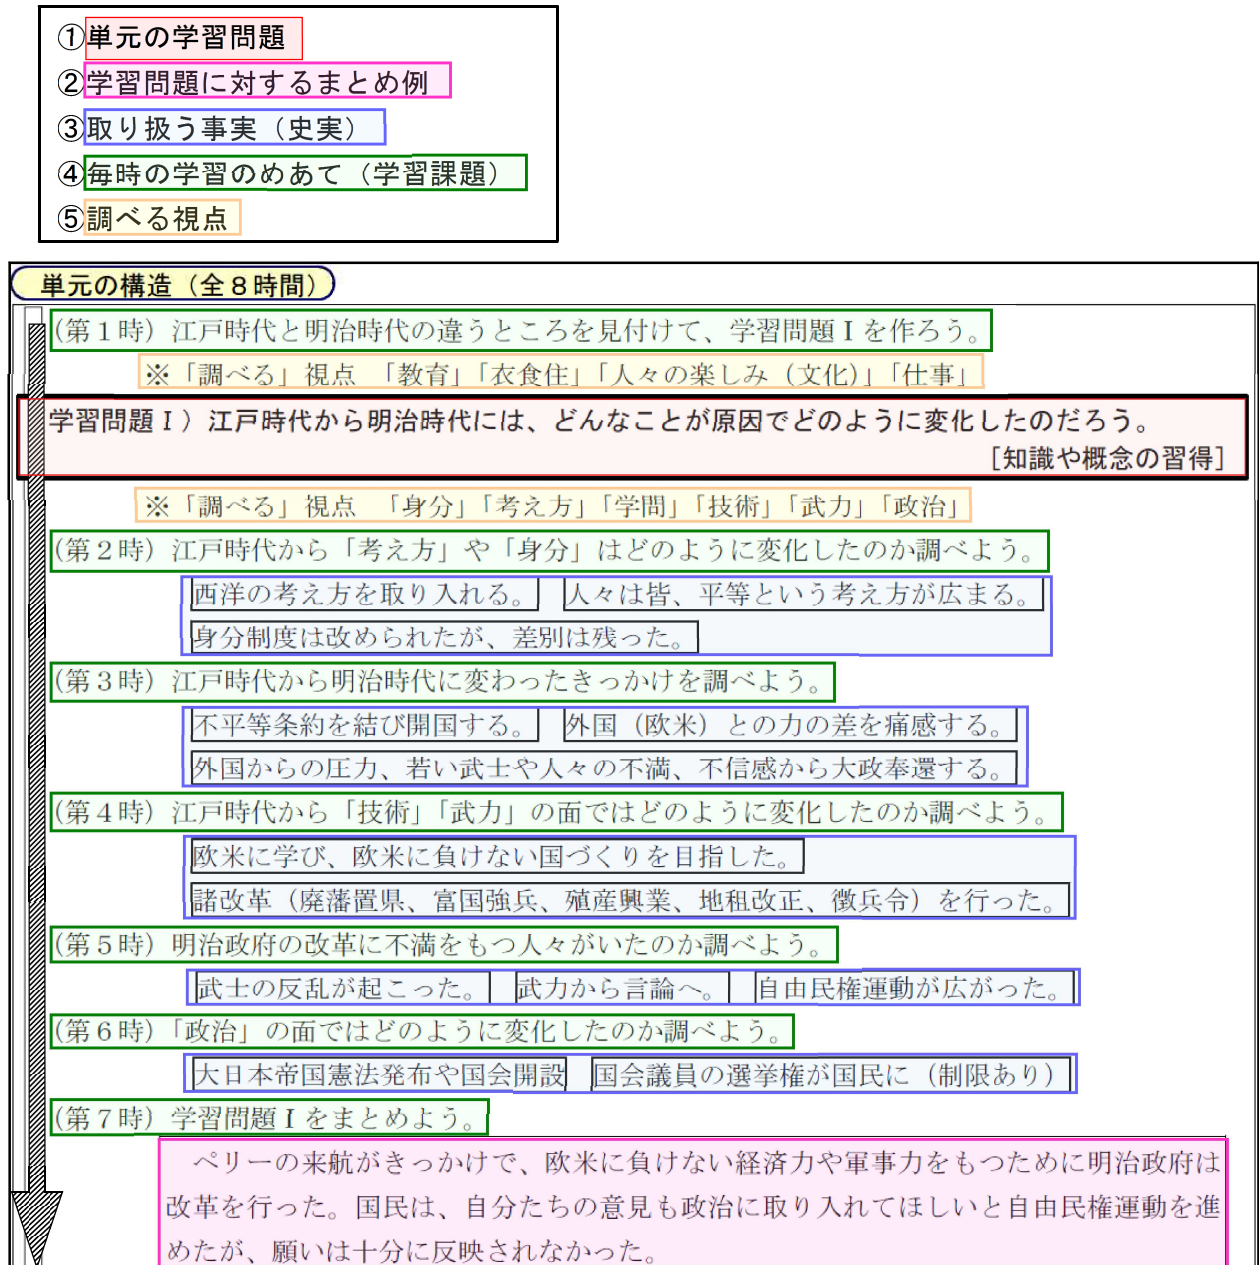 ①単元の学習問題
②学習問題に対するまとめ例
③取り扱う事実（史実）
④毎時の学習のめあて（学習課題）
⑤調べる視点
単元の構造（全８時間）
(第１時）江戸時代と明治時代の違うところを見付けて、学習問題Ⅰを作ろう。
※「調べる」視点　「教育」「衣食住」「人々の楽しみ（文化)」「仕事」
学習問題Ⅰ）江戸時代から明治時代には、どんなことが原因でどのように変化したのだろう。
［知識や概念の習得］
※「調べる」視点　「身分」「考え方」「学問」「技術」「武力」「政治」
(第２時）江戸時代から「考え方」や「身分」はどのように変化したのか調べよう。
西洋の考え方を取り入れる。　人々は皆、平等という考え方が広まる。
身分制度は改められたが、差別は残った。
(第３時）江戸時代から明治時代に変わったきっかけを調べよう。
不平等条約を結び開国する。　外国（欧米）との力の差を痛感する。
外国からの圧力、若い武士や人々の不満、不信感から大政奉還する。
(第４時）江戸時代から「技術」「武力」の面ではどのように変化したのか調べよう。
欧米に学び、欧米に負けない国づくりを目指した。
諸改革（廃藩置県、富国強兵、殖産興業、地租改正、徴兵令）を行った。
(第５時）明治政府の改革に不満をもつ人々がいたのか調べよう。
武士の反乱が起こった。　武力から言論へ。　自由民権運動が広がった。
(第６時）「政治」の面ではどのように変化したのか調べよう。
大日本帝国憲法発布や国会開設　国会議員の選挙権が国民に（制限あり）
(第７時）学習問題Ⅰをまとめよう。
ペリーの来航がきっかけで、欧米に負けない経済力や軍事力をもつために明治政府は
改革を行った。国民は、自分たちの意見も政治に取り入れてほしいと自由民権運動を進
めたが、願いは十分に反映されなかった。